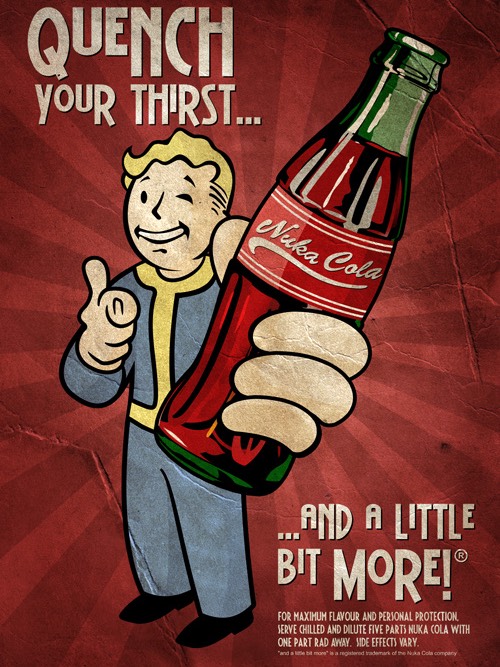 QUENCH
YOUR THIRST...
Nuka Cola
...AND A LITTLE
BIT MORE!®
FOR MAXIMUM FLAVOUR AND PERSONAL PROTECTION,
SERVE CHILLED AND DILUTE FIVE PARTS NUKA COLA WITH
ONE PART RAD AWAY. SIDE EFFECTS VARY.
"and a little bit more" is a registered trademark of the Nuka Cola company